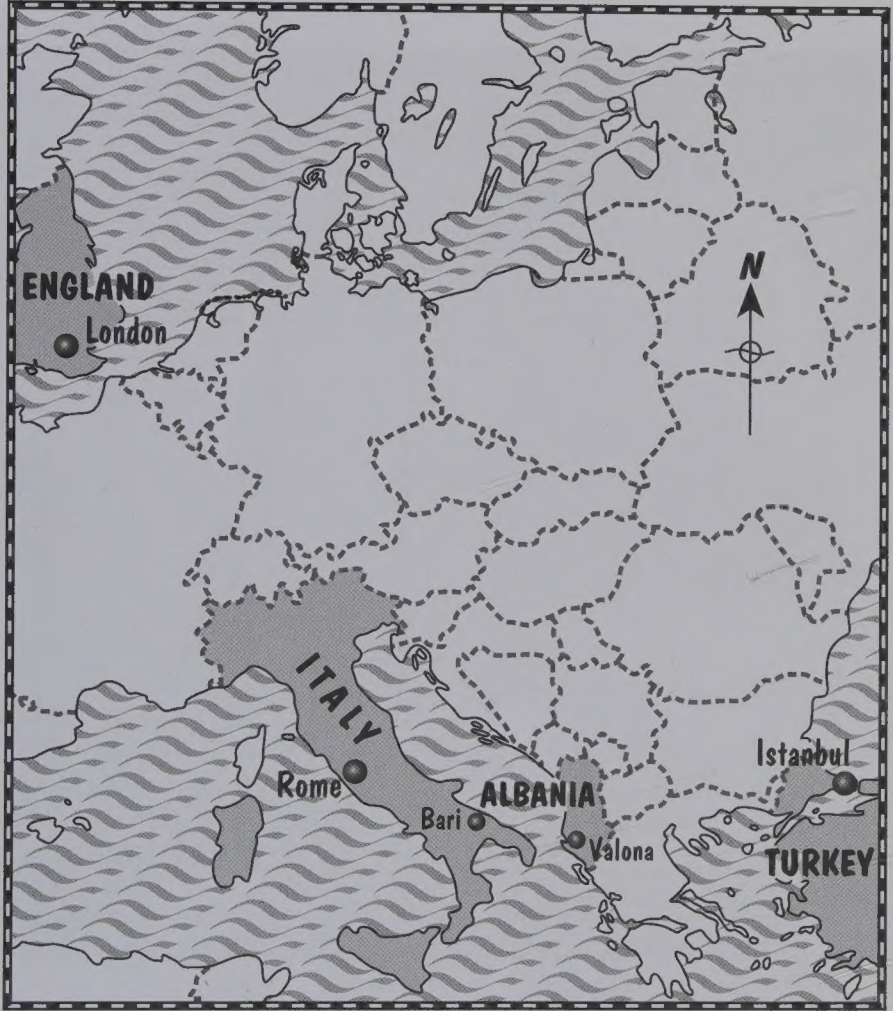 N
ENGLAND
London
ITALY
Istanbul
Rome
ALBANIA
Bari
Valona
TURKEY